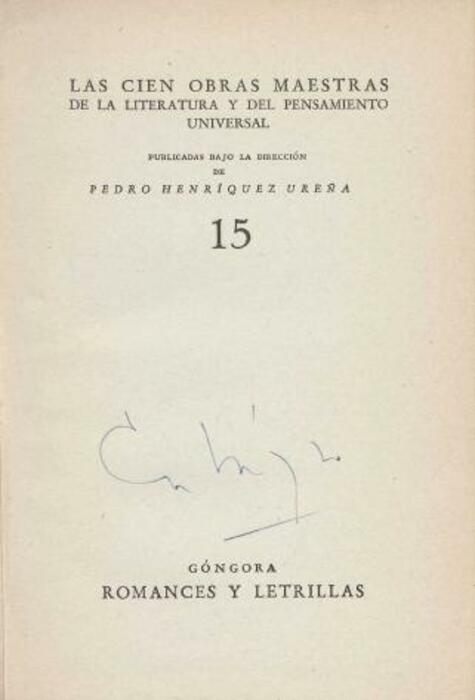 LAS CIEN OBRAS MAESTRAS
DE LA LITERATURA Y DEL PENSAMIENTO
UNIVERSAL
PUBLICADAS BAJO LA DIRECCIÓN
DE
PEDRO HENRÍQUEZ UREÑA
15
GÓNGORA
ROMANCES Y LETRILLAS